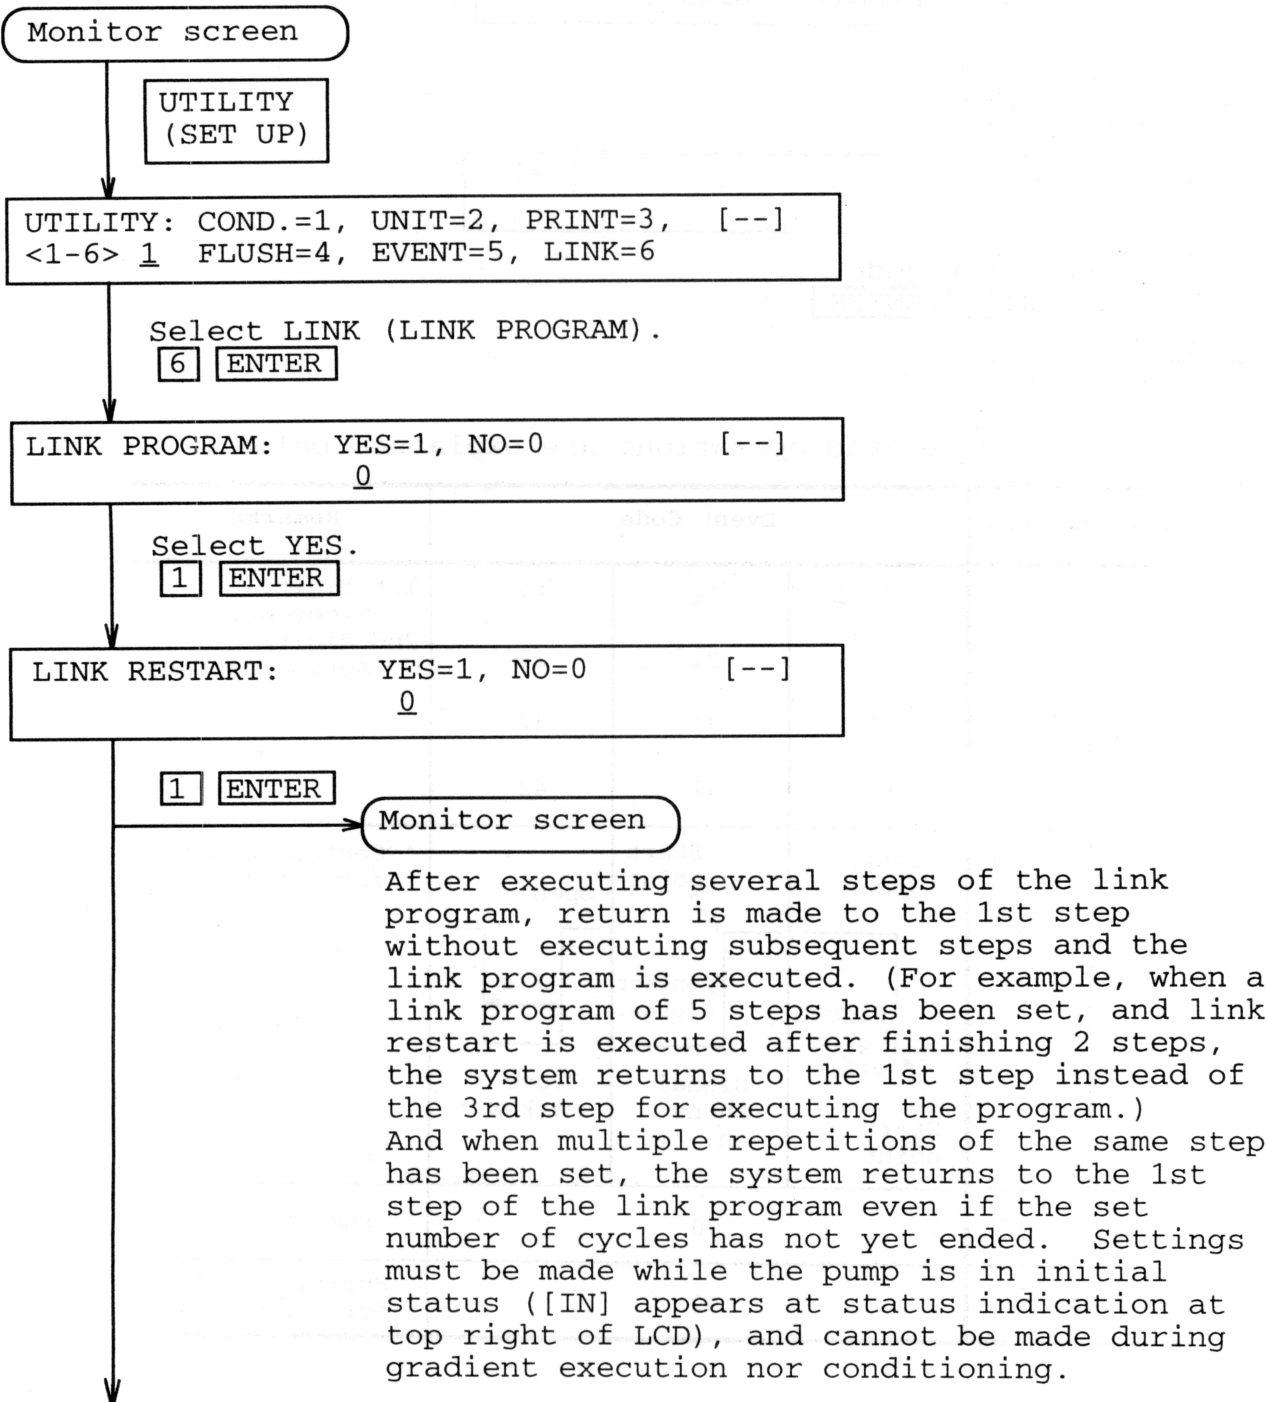 Monitor screen
UTILITY
(SET UP)
UTILITY: COND.=1, UNIT=2, PRINT=3, [--]
<1-6> 1 FLUSH=4, EVENT=5, LINK=6
Select LINK (LINK PROGRAM).
6 ENTER
LINK PROGRAM: YES=1, NO=0 [--]
0
Select YES.
1 ENTER
LINK RESTART: YES=1, NO=0 [--]
0
1 ENTER
Monitor screen
After executing several steps of the link
program, return is made to the 1st step
without executing subsequent steps and the
link program is executed. (For example, when a
link program of 5 steps has been set, and link
restart is executed after finishing 2 steps,
the system returns to the 1st step instead of
the 3rd step for executing the program.)
And when multiple repetitions of the same step
has been set, the system returns to the 1st
step of the link program even if the set
number of cycles has not yet ended. Settings
must be made while the pump is in initial
status ([IN] appears at status indication at
top right of LCD), and cannot be made during
gradient execution nor conditioning.